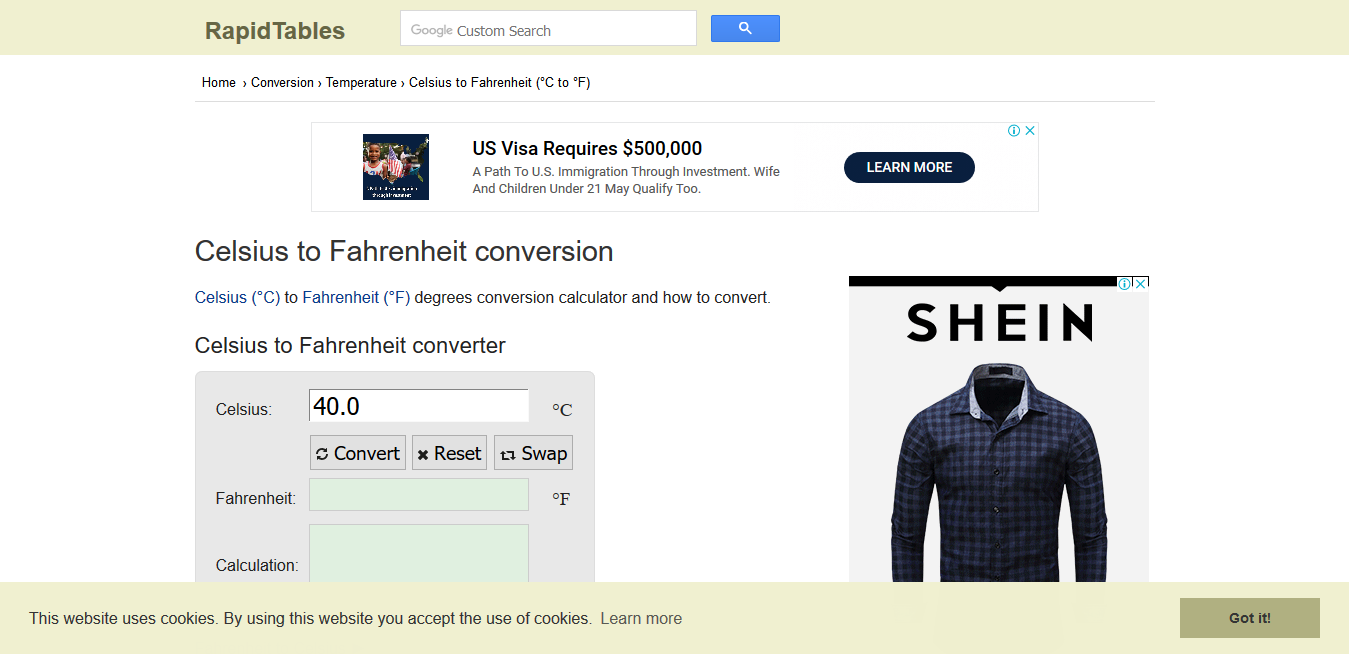 RapidTables
Google Custom Search
Home › Conversion › Temperature › Celsius to Fahrenheit (°C to °F)
US Visa Requires $500,000
A Path To U.S. Immigration Through Investment. Wife
And Children Under 21 May Qualify Too.
LEARN MORE
Celsius to Fahrenheit conversion
Celsius (°C) to Fahrenheit (°F) degrees conversion calculator and how to convert.
SHEIN
Celsius to Fahrenheit converter
Celsius: 40.0 °C
Convert Reset Swap
Fahrenheit: °F
Calculation:
This website uses cookies. By using this website you accept the use of cookies. Learn more
Got it!